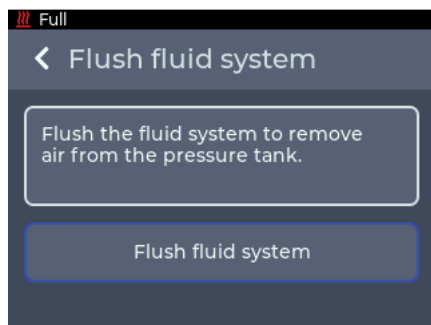 Full
Flush fluid system
Flush the fluid system to remove
air from the pressure tank.
Flush fluid system